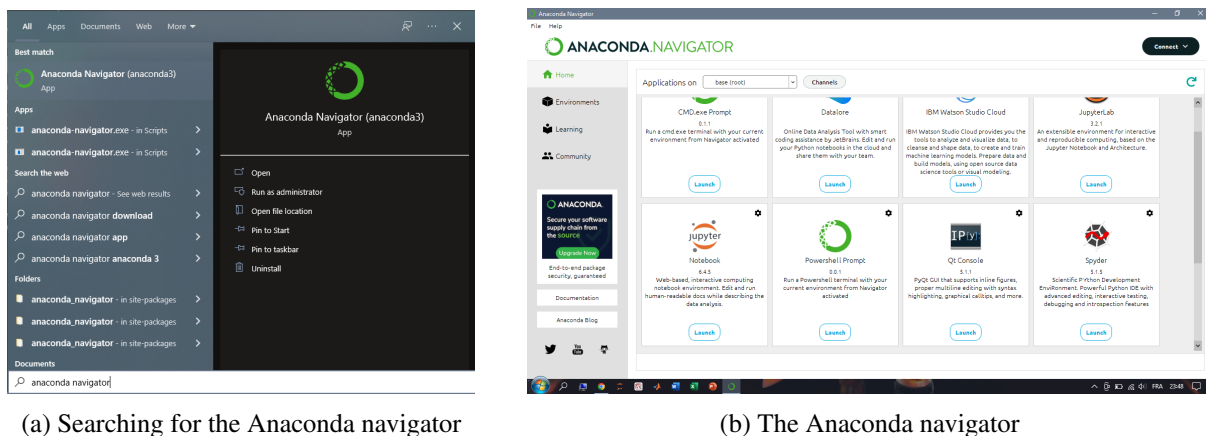 All Apps Documents Web More
Best match
Anaconda Navigator (anaconda3)
App
Apps
anaconda-navigator.exe - in Scripts
anaconda-navigator.exe - in Scripts
Search the web
anaconda navigator - See web results
anaconda navigator download
anaconda navigator app
anaconda navigator anaconda 3
Folders
anaconda_navigator - in site-packages
anaconda_navigator - in site-packages
anaconda_navigator - in site-packages
Documents
anaconda navigator
Anaconda Navigator (anaconda3)
App
Open
Run as administrator
Open file location
Pin to Start
Pin to taskbar
Uninstall
(a) Searching for the Anaconda navigator
Anaconda Navigator
File Help
ANACONDA.NAVIGATOR
Connect
Home
Environments
Learning
Community
ANACONDA.
Secure your software
supply chain from
the source
Upgrade Now
End-to-end package
security, guaranteed
Documentation
Anaconda Blog
You
Tube
Applications on base (root) Channels
CMD.exe Prompt
0.1.1
Run a cmd.exe terminal with your current
environment from Navigator activated
Launch
Datalore
Online Data Analysis Tool with smart
coding assistance by JetBrains. Edit and run
your Python notebooks in the cloud and
share them with your team.
Launch
IBM Watson Studio Cloud
IBM Watson Studio Cloud provides you the
tools to analyze and visualize data, to
cleanse and shape data, to create and train
machine learning models. Prepare data and
build models, using open source data
science tools or visual modeling.
Launch
JupyterLab
3.2.1
An extensible environment for interactive
and reproducible computing, based on the
Jupyter Notebook and Architecture.
Launch
jupyter
Notebook
6.4.5
Web-based, interactive computing
notebook environment. Edit and run
human-readable docs while describing the
data analysis.
Launch
Powershell Prompt
0.0.1
Run a Powershell terminal with your
current environment from Navigator
activated
Launch
IP[y]
Qt Console
5.1.1
PyQt GUI that supports inline figures,
proper multiline editing with syntax
highlighting, graphical calltips, and more.
Launch
Spyder
5.1.5
Scientific PYthon Development
EnviRonment. Powerful Python IDE with
advanced editing, interactive testing,
debugging and introspection features
Launch
FRA 23:48
(b) The Anaconda navigator